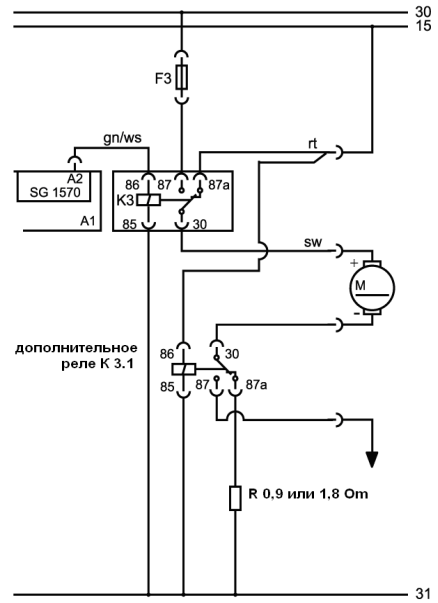 30
15
F3
gn/ws
rt
A2
SG 1570
A1
86 87 87a
K3
85 30
sw
+
M
-
дополнительное
реле К 3.1
86 30
85 87 87a
R 0,9 или 1,8 Om
31